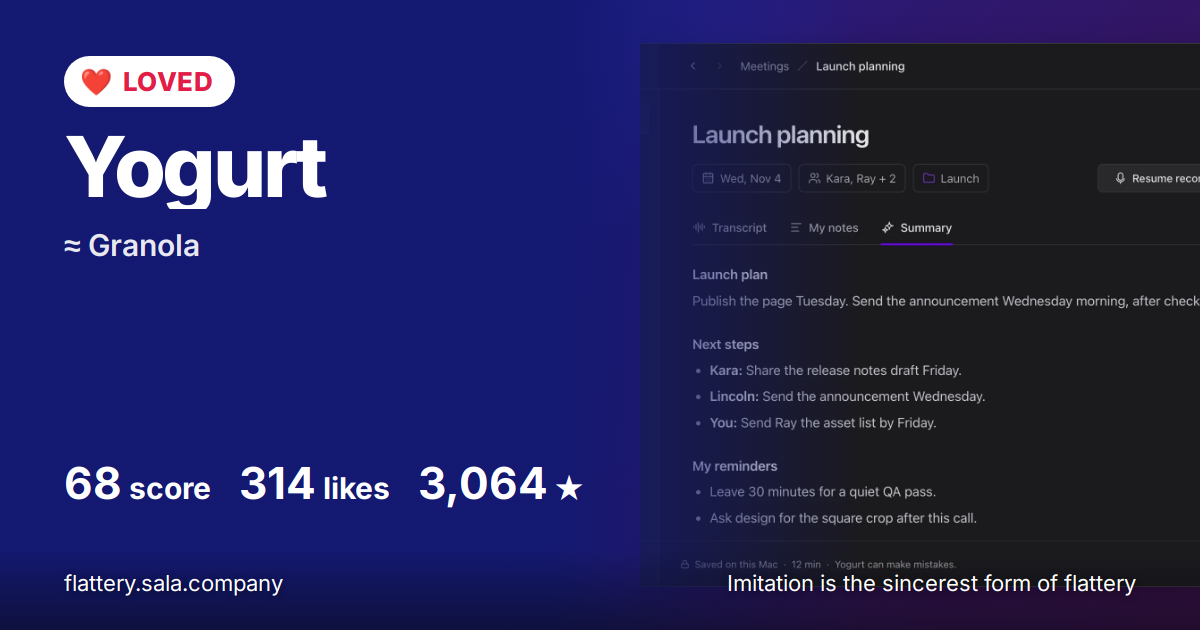 ❤️ LOVED
Yogurt
≈ Granola
68 score 314 likes 3,064 ★
flattery.sala.company
Meetings / Launch planning
Launch planning
Wed, Nov 4 Kara, Ray + 2 Launch
Resume recor
Transcript My notes Summary
Launch plan
Publish the page Tuesday. Send the announcement Wednesday morning, after check
Next steps
• Kara: Share the release notes draft Friday.
• Lincoln: Send the announcement Wednesday.
• You: Send Ray the asset list by Friday.
My reminders
• Leave 30 minutes for a quiet QA pass.
• Ask design for the square crop after this call.
Saved on this Mac · 12 min · Yogurt can make mistakes.
Imitation is the sincerest form of flattery